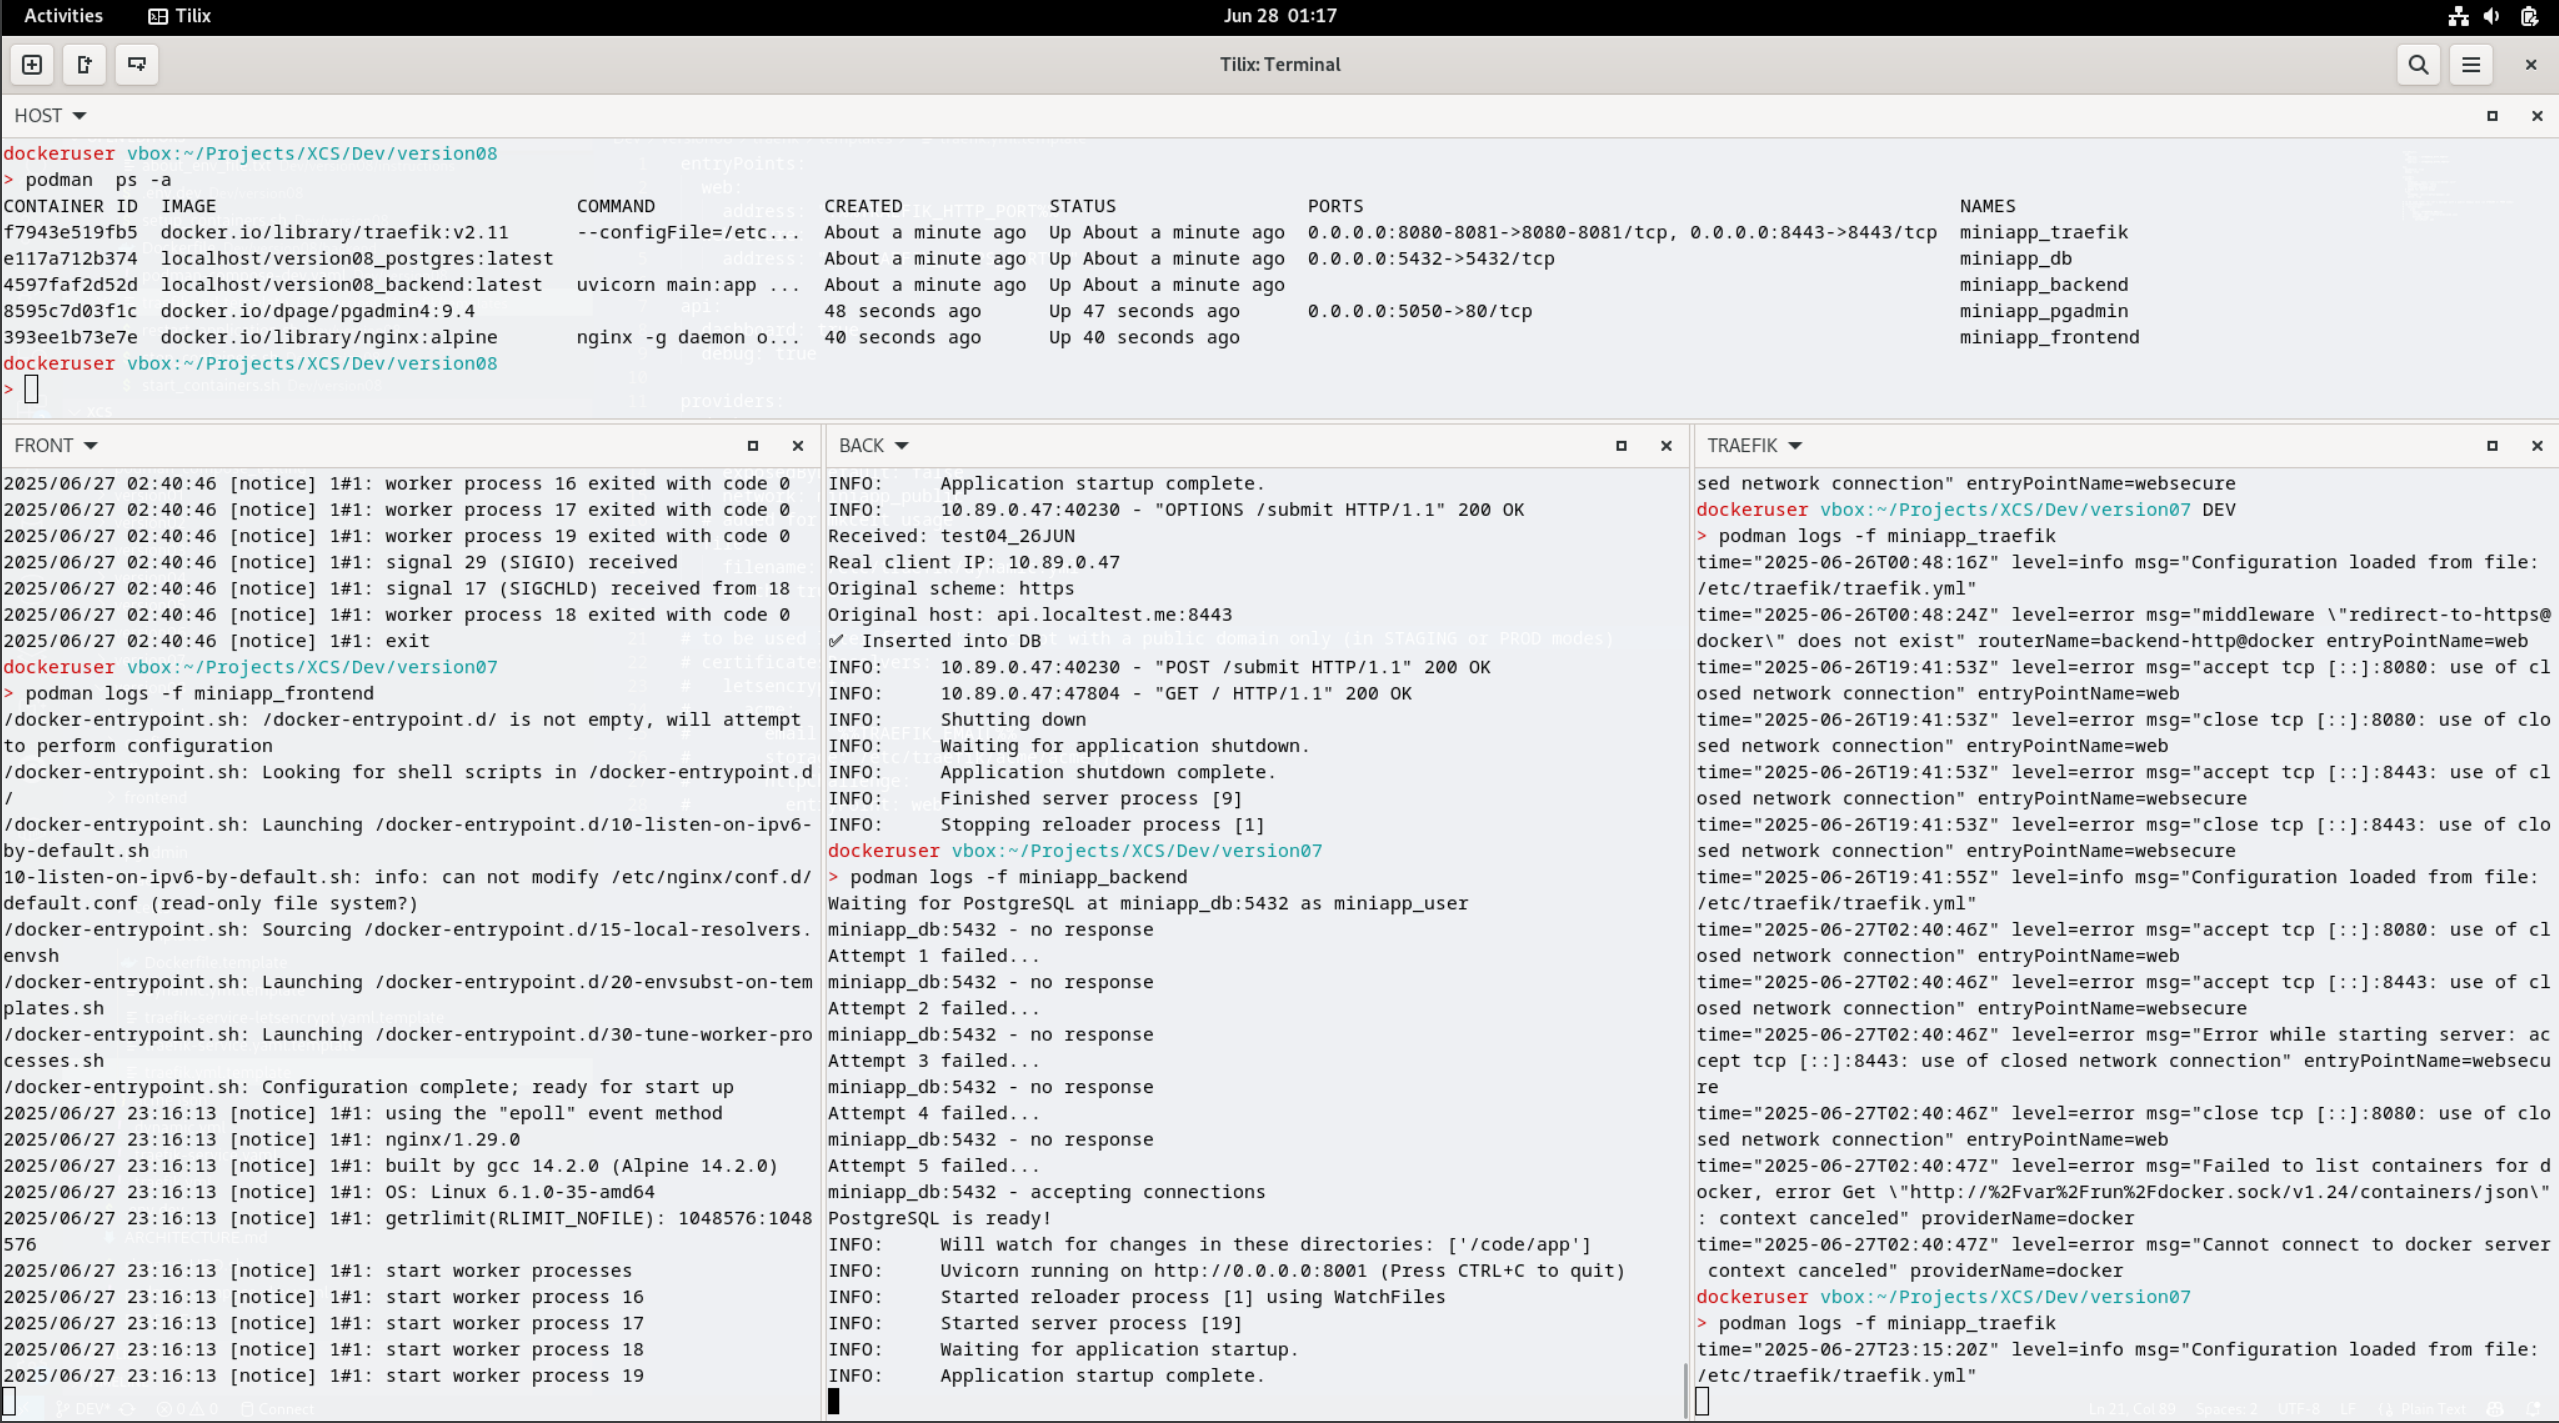 Activities Tilix Jun 28 01:17
Tilix: Terminal
HOST
dockeruser vbox:~/Projects/XCS/Dev/version08
> podman  ps -a
CONTAINER ID  IMAGE  COMMAND  CREATED  STATUS  PORTS  NAMES
f7943e519fb5  docker.io/library/traefik:v2.11  --configFile=/etc...  About a minute ago  Up About a minute ago  0.0.0.0:8080-8081->8080-8081/tcp, 0.0.0.0:8443->8443/tcp  miniapp_traefik
e117a712b374  localhost/version08_postgres:latest  About a minute ago  Up About a minute ago  0.0.0.0:5432->5432/tcp  miniapp_db
4597faf2d52d  localhost/version08_backend:latest  uvicorn main:app ...  About a minute ago  Up About a minute ago  miniapp_backend
8595c7d03f1c  docker.io/dpage/pgadmin4:9.4  48 seconds ago  Up 47 seconds ago  0.0.0.0:5050->80/tcp  miniapp_pgadmin
393ee1b73e7e  docker.io/library/nginx:alpine  nginx -g daemon o...  40 seconds ago  Up 40 seconds ago  miniapp_frontend
dockeruser vbox:~/Projects/XCS/Dev/version08
>
FRONT
2025/06/27 02:40:46 [notice] 1#1: worker process 16 exited with code 0
2025/06/27 02:40:46 [notice] 1#1: worker process 17 exited with code 0
2025/06/27 02:40:46 [notice] 1#1: worker process 19 exited with code 0
2025/06/27 02:40:46 [notice] 1#1: signal 29 (SIGIO) received
2025/06/27 02:40:46 [notice] 1#1: signal 17 (SIGCHLD) received from 18
2025/06/27 02:40:46 [notice] 1#1: worker process 18 exited with code 0
2025/06/27 02:40:46 [notice] 1#1: exit
dockeruser vbox:~/Projects/XCS/Dev/version07
> podman logs -f miniapp_frontend
/docker-entrypoint.sh: /docker-entrypoint.d/ is not empty, will attempt
to perform configuration
/docker-entrypoint.sh: Looking for shell scripts in /docker-entrypoint.d
/
/docker-entrypoint.sh: Launching /docker-entrypoint.d/10-listen-on-ipv6-
by-default.sh
10-listen-on-ipv6-by-default.sh: info: can not modify /etc/nginx/conf.d/
default.conf (read-only file system?)
/docker-entrypoint.sh: Sourcing /docker-entrypoint.d/15-local-resolvers.
envsh
/docker-entrypoint.sh: Launching /docker-entrypoint.d/20-envsubst-on-tem
plates.sh
/docker-entrypoint.sh: Launching /docker-entrypoint.d/30-tune-worker-pro
cesses.sh
/docker-entrypoint.sh: Configuration complete; ready for start up
2025/06/27 23:16:13 [notice] 1#1: using the "epoll" event method
2025/06/27 23:16:13 [notice] 1#1: nginx/1.29.0
2025/06/27 23:16:13 [notice] 1#1: built by gcc 14.2.0 (Alpine 14.2.0)
2025/06/27 23:16:13 [notice] 1#1: OS: Linux 6.1.0-35-amd64
2025/06/27 23:16:13 [notice] 1#1: getrlimit(RLIMIT_NOFILE): 1048576:1048
576
2025/06/27 23:16:13 [notice] 1#1: start worker processes
2025/06/27 23:16:13 [notice] 1#1: start worker process 16
2025/06/27 23:16:13 [notice] 1#1: start worker process 17
2025/06/27 23:16:13 [notice] 1#1: start worker process 18
2025/06/27 23:16:13 [notice] 1#1: start worker process 19
BACK
INFO:     Application startup complete.
INFO:     10.89.0.47:40230 - "OPTIONS /submit HTTP/1.1" 200 OK
Received: test04_26JUN
Real client IP: 10.89.0.47
Original scheme: https
Original host: api.localtest.me:8443
✅ Inserted into DB
INFO:     10.89.0.47:40230 - "POST /submit HTTP/1.1" 200 OK
INFO:     10.89.0.47:47804 - "GET / HTTP/1.1" 200 OK
INFO:     Shutting down
INFO:     Waiting for application shutdown.
INFO:     Application shutdown complete.
INFO:     Finished server process [9]
INFO:     Stopping reloader process [1]
dockeruser vbox:~/Projects/XCS/Dev/version07
> podman logs -f miniapp_backend
Waiting for PostgreSQL at miniapp_db:5432 as miniapp_user
miniapp_db:5432 - no response
Attempt 1 failed...
miniapp_db:5432 - no response
Attempt 2 failed...
miniapp_db:5432 - no response
Attempt 3 failed...
miniapp_db:5432 - no response
Attempt 4 failed...
miniapp_db:5432 - no response
Attempt 5 failed...
miniapp_db:5432 - accepting connections
PostgreSQL is ready!
INFO:     Will watch for changes in these directories: ['/code/app']
INFO:     Uvicorn running on http://0.0.0.0:8001 (Press CTRL+C to quit)
INFO:     Started reloader process [1] using WatchFiles
INFO:     Started server process [19]
INFO:     Waiting for application startup.
INFO:     Application startup complete.
TRAEFIK
sed network connection" entryPointName=websecure
dockeruser vbox:~/Projects/XCS/Dev/version07 DEV
> podman logs -f miniapp_traefik
time="2025-06-26T00:48:16Z" level=info msg="Configuration loaded from file:
/etc/traefik/traefik.yml"
time="2025-06-26T00:48:24Z" level=error msg="middleware \"redirect-to-https@
docker\" does not exist" routerName=backend-http@docker entryPointName=web
time="2025-06-26T19:41:53Z" level=error msg="accept tcp [::]:8080: use of cl
osed network connection" entryPointName=web
time="2025-06-26T19:41:53Z" level=error msg="close tcp [::]:8080: use of clo
sed network connection" entryPointName=web
time="2025-06-26T19:41:53Z" level=error msg="accept tcp [::]:8443: use of cl
osed network connection" entryPointName=websecure
time="2025-06-26T19:41:53Z" level=error msg="close tcp [::]:8443: use of clo
sed network connection" entryPointName=websecure
time="2025-06-26T19:41:55Z" level=info msg="Configuration loaded from file:
/etc/traefik/traefik.yml"
time="2025-06-27T02:40:46Z" level=error msg="accept tcp [::]:8080: use of cl
osed network connection" entryPointName=web
time="2025-06-27T02:40:46Z" level=error msg="accept tcp [::]:8443: use of cl
osed network connection" entryPointName=websecure
time="2025-06-27T02:40:46Z" level=error msg="Error while starting server: ac
cept tcp [::]:8443: use of closed network connection" entryPointName=websecu
re
time="2025-06-27T02:40:46Z" level=error msg="close tcp [::]:8080: use of clo
sed network connection" entryPointName=web
time="2025-06-27T02:40:47Z" level=error msg="Failed to list containers for d
ocker, error Get \"http://%2Fvar%2Frun%2Fdocker.sock/v1.24/containers/json\"
: context canceled" providerName=docker
time="2025-06-27T02:40:47Z" level=error msg="Cannot connect to docker server
 context canceled" providerName=docker
dockeruser vbox:~/Projects/XCS/Dev/version07
> podman logs -f miniapp_traefik
time="2025-06-27T23:15:20Z" level=info msg="Configuration loaded from file:
/etc/traefik/traefik.yml"